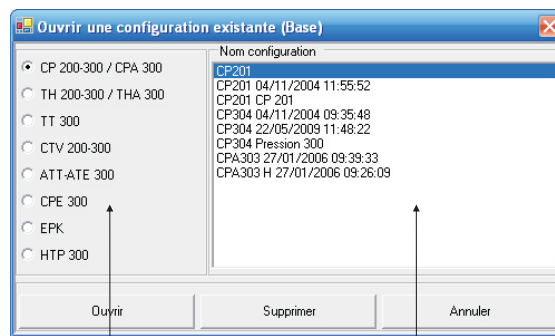 Ouvrir une configuration existante (Base)
CP 200-300 / CPA 300
TH 200-300 / THA 300
TT 300
CTV 200-300
ATT-ATE 300
CPE 300
EPK
HTP 300
Nom configuration
CP201
CP201 04/11/2004 11:55:52
CP201 CP 201
CP304 04/11/2004 09:35:48
CP304 22/05/2009 11:48:22
CP304 Pression 300
CPA303 27/01/2006 09:39:33
CPA303 H 27/01/2006 09:26:09
Ouvrir
Supprimer
Annuler